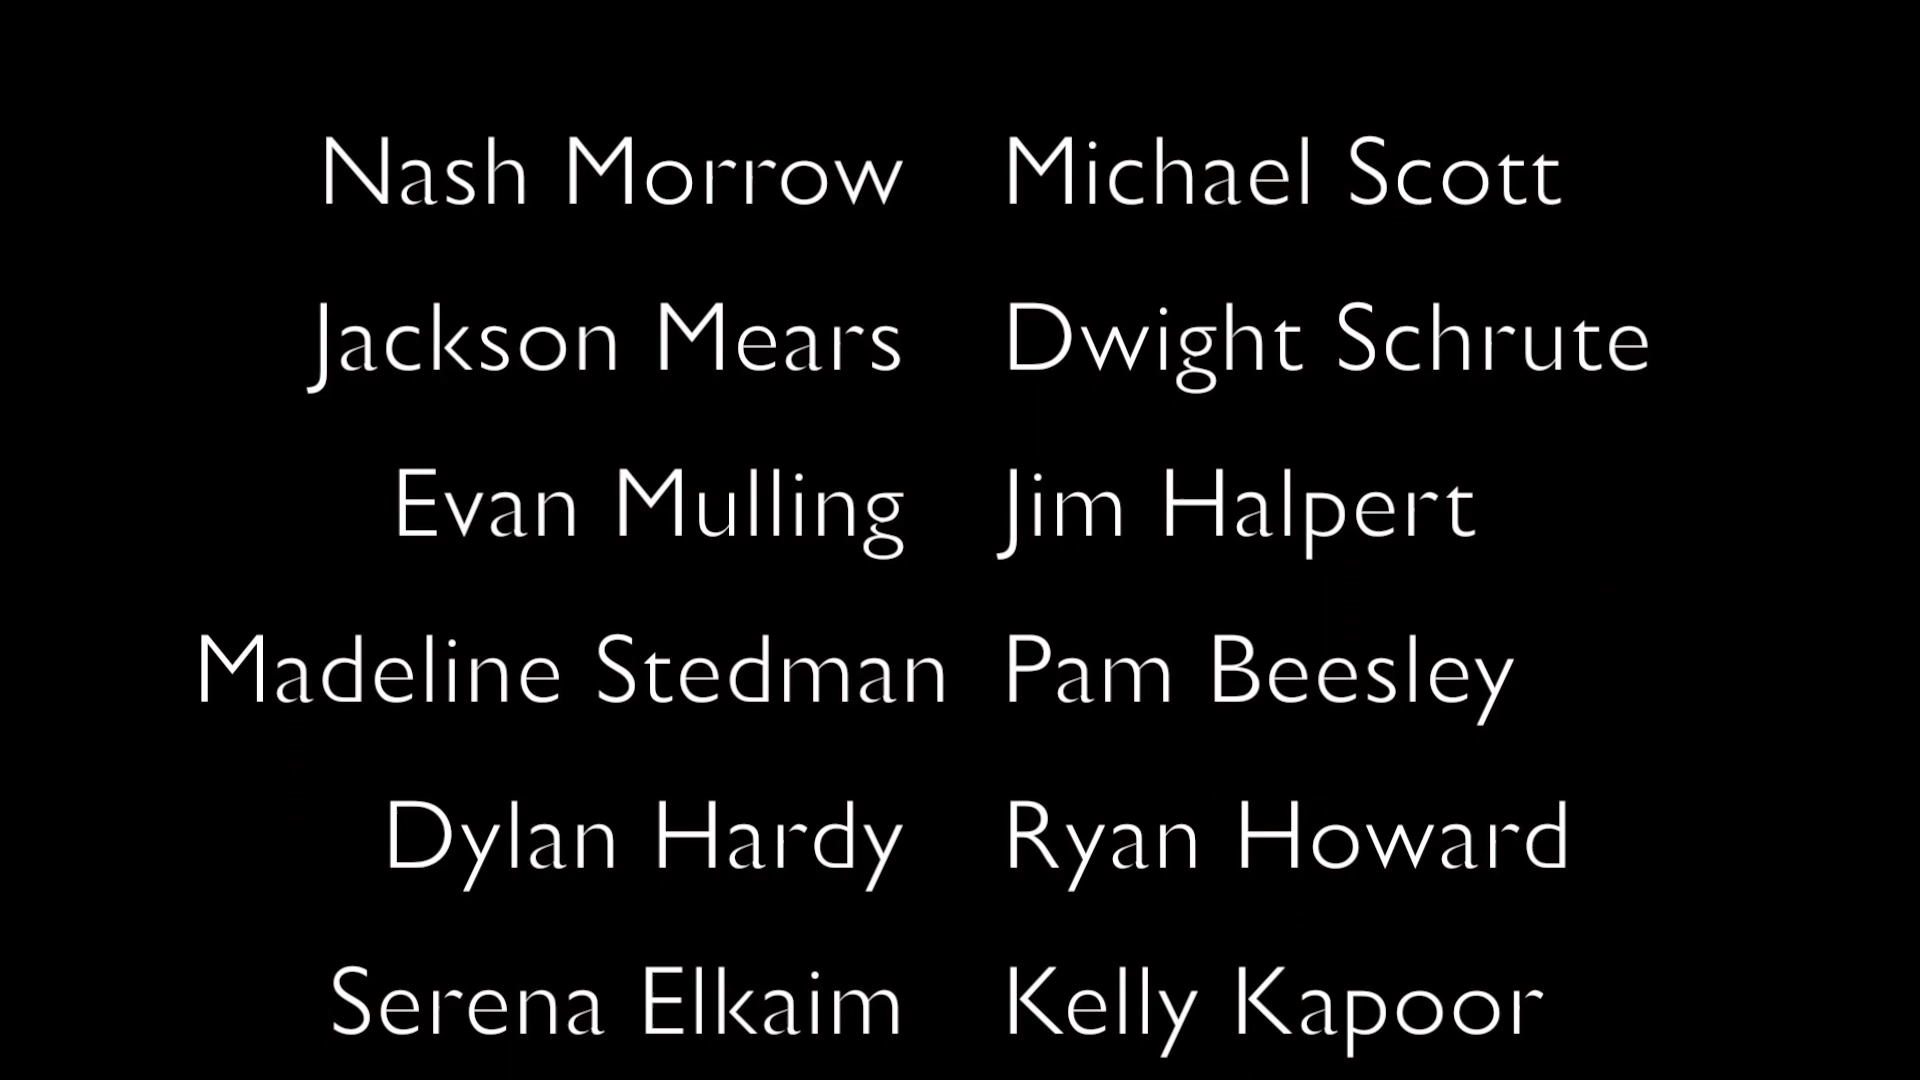 Nash Morrow Michael Scott
Jackson Mears Dwight Schrute
Evan Mulling Jim Halpert
Madeline Stedman Pam Beesley
Dylan Hardy Ryan Howard
Serena Elkaim Kelly Kapoor